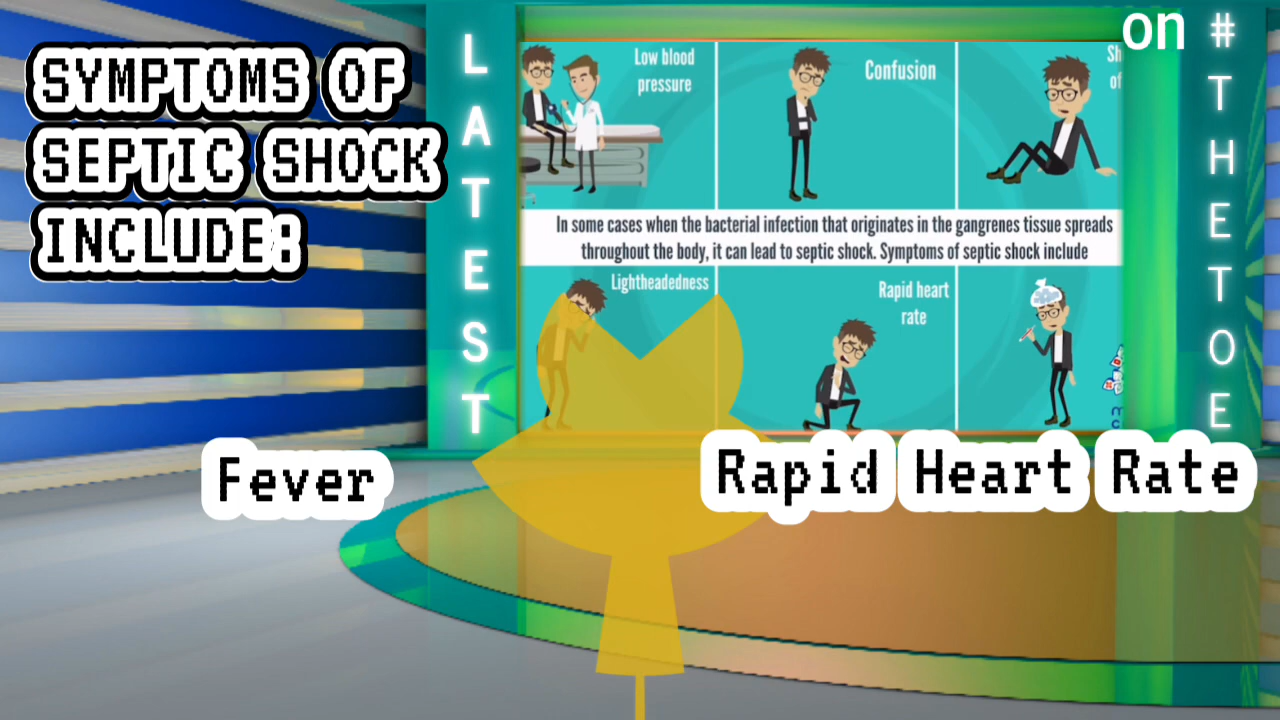 SYMPTOMS OF
SEPTIC SHOCK
INCLUDE:
LATEST
on
#THETOE
Low blood
pressure
Confusion
Sh
of
In some cases when the bacterial infection that originates in the gangrenes tissue spreads
throughout the body, it can lead to septic shock. Symptoms of septic shock include
Lightheadedness
Rapid heart
rate
Fever
Rapid Heart Rate